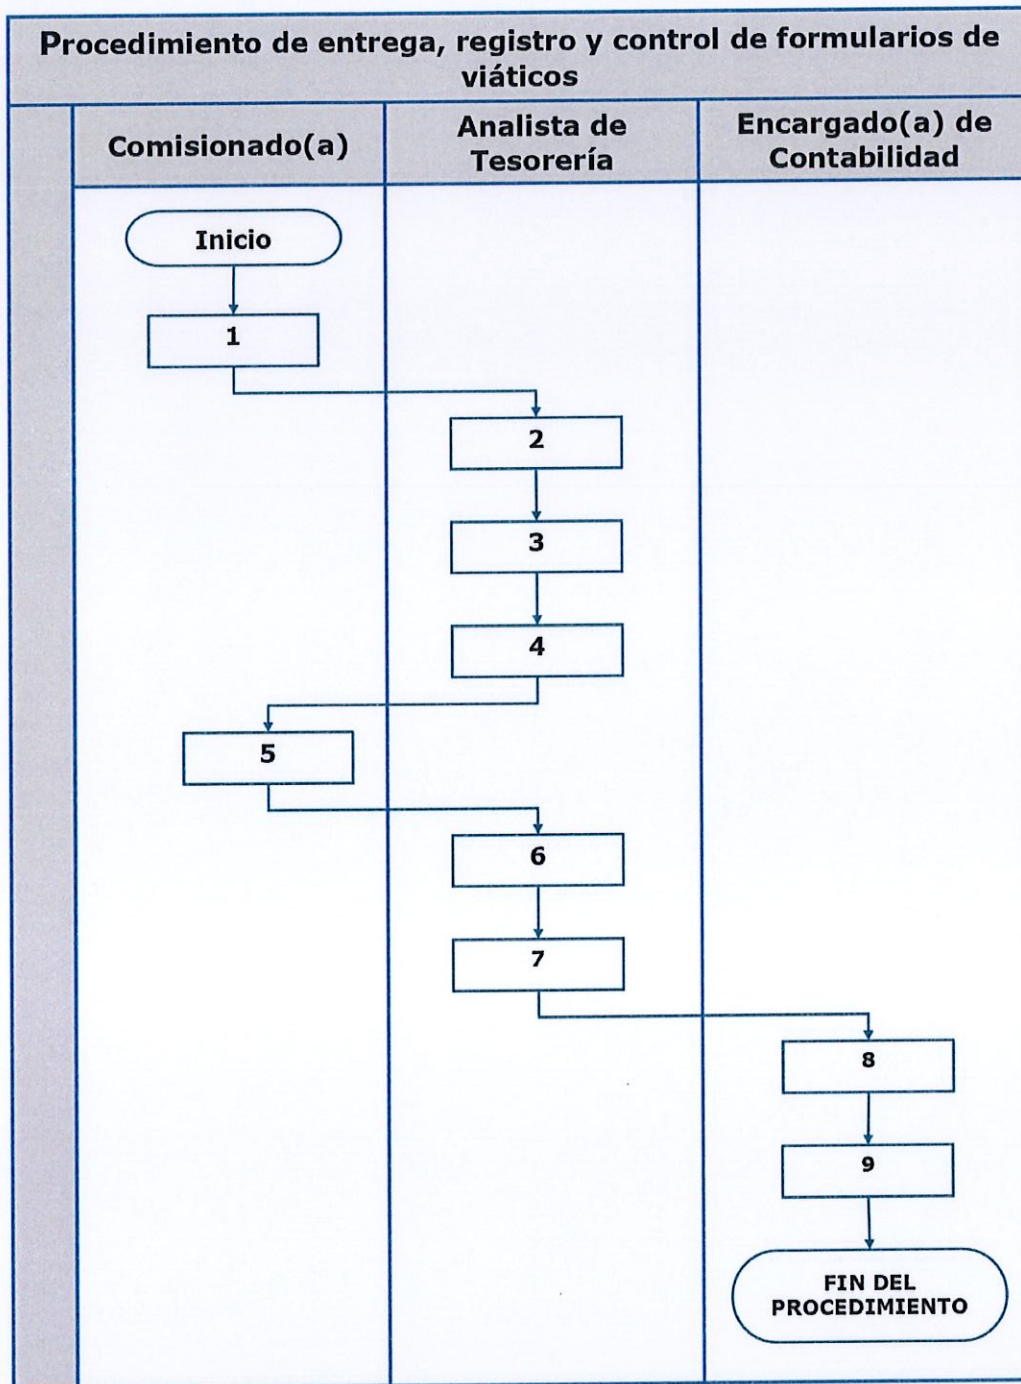 Procedimiento de entrega, registro y control de formularios de
viáticos
Comisionado(a)
Analista de
Tesorería
Encargado(a) de
Contabilidad
Inicio
1
2
3
4
5
6
7
8
9
FIN DEL
PROCEDIMIENTO